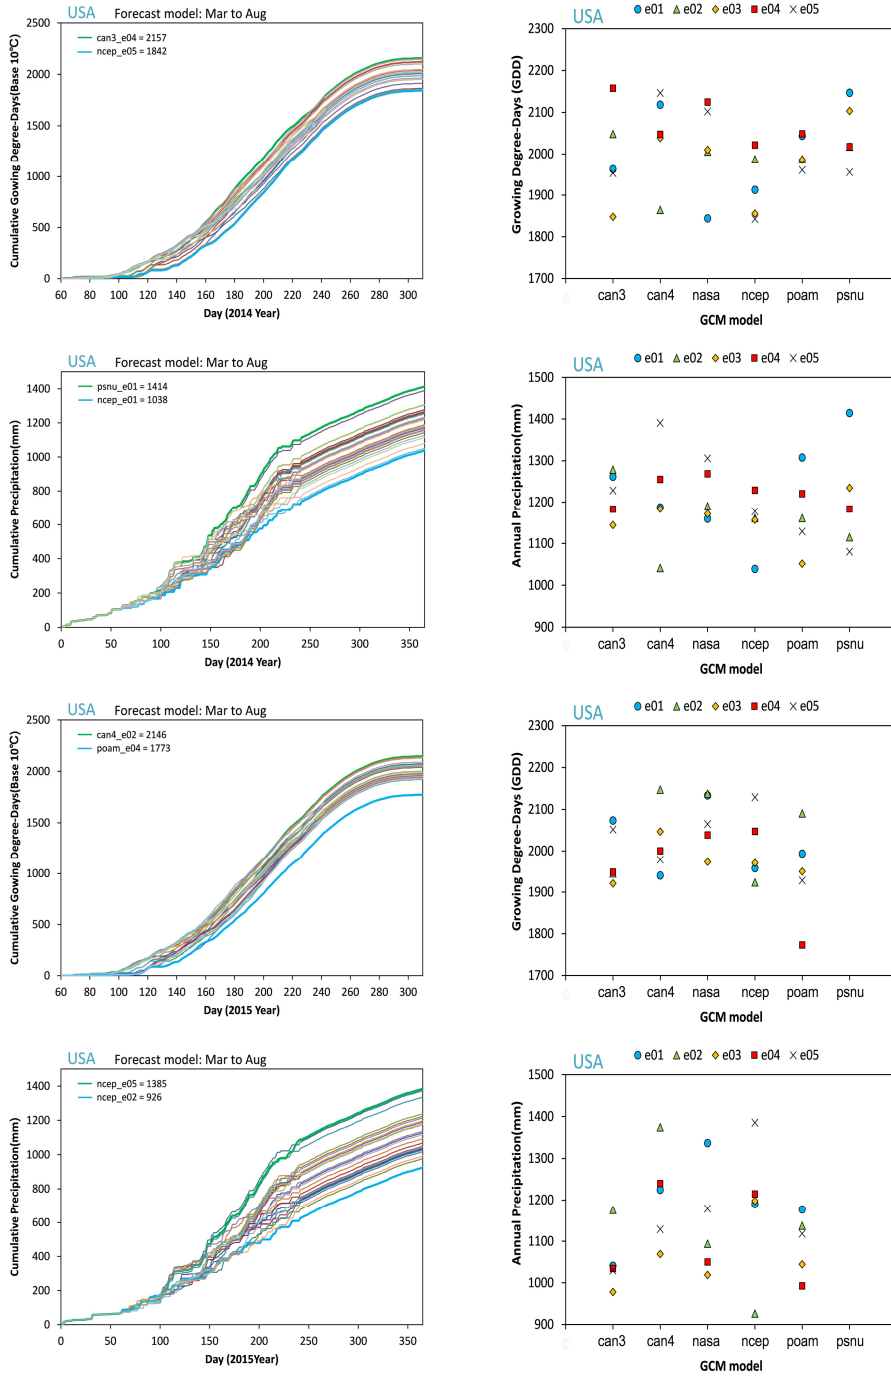 USA Forecast model: Mar to Aug
can3_e04 = 2157
ncep_e05 = 1842
Cumulative Gowing Degree-Days(Base 10℃)
2500
2000
1500
1000
500
0
60 80 100 120 140 160 180 200 220 240 260 280 300
Day (2014 Year)
USA e01 e02 e03 e04 e05
Growing Degree-Days (GDD)
2300
2200
2100
2000
1900
1800
1700
0 can3 can4 nasa ncep poam psnu
GCM model
USA Forecast model: Mar to Aug
psnu_e01 = 1414
ncep_e01 = 1038
Cumulative Precipitation(mm)
1400
1200
1000
800
600
400
200
0
0 50 100 150 200 250 300 350
Day (2014 Year)
USA e01 e02 e03 e04 e05
Annual Precipitation(mm)
1500
1400
1300
1200
1100
1000
900
0 can3 can4 nasa ncep poam psnu
GCM model
USA Forecast model: Mar to Aug
can4_e02 = 2146
poam_e04 = 1773
Cumulative Gowing Degree-Days(Base 10℃)
2500
2000
1500
1000
500
0
60 80 100 120 140 160 180 200 220 240 260 280 300
Day (2015 Year)
USA e01 e02 e03 e04 e05
Growing Degree-Days (GDD)
2300
2200
2100
2000
1900
1800
1700
0 can3 can4 nasa ncep poam psnu
GCM model
USA Forecast model: Mar to Aug
ncep_e05 = 1385
ncep_e02 = 926
Cumulative Precipitation(mm)
1400
1200
1000
800
600
400
200
0
0 50 100 150 200 250 300 350
Day (2015Year)
USA e01 e02 e03 e04 e05
Annual Precipitation(mm)
1500
1400
1300
1200
1100
1000
900
0 can3 can4 nasa ncep poam psnu
GCM model